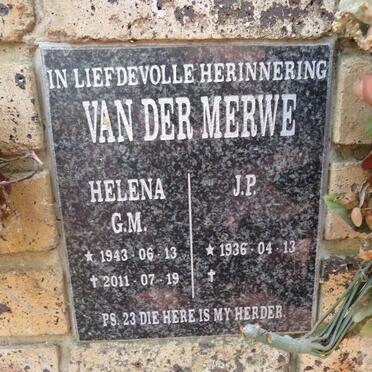 IN LIEFDEVOLLE HERINNERING
VAN DER MERWE
HELENA
G.M.
★ 1943-06-13
✝ 2011-07-19
J.P.
★ 1936-04-13
✝
PS. 23 DIE HERE IS MY HERDER